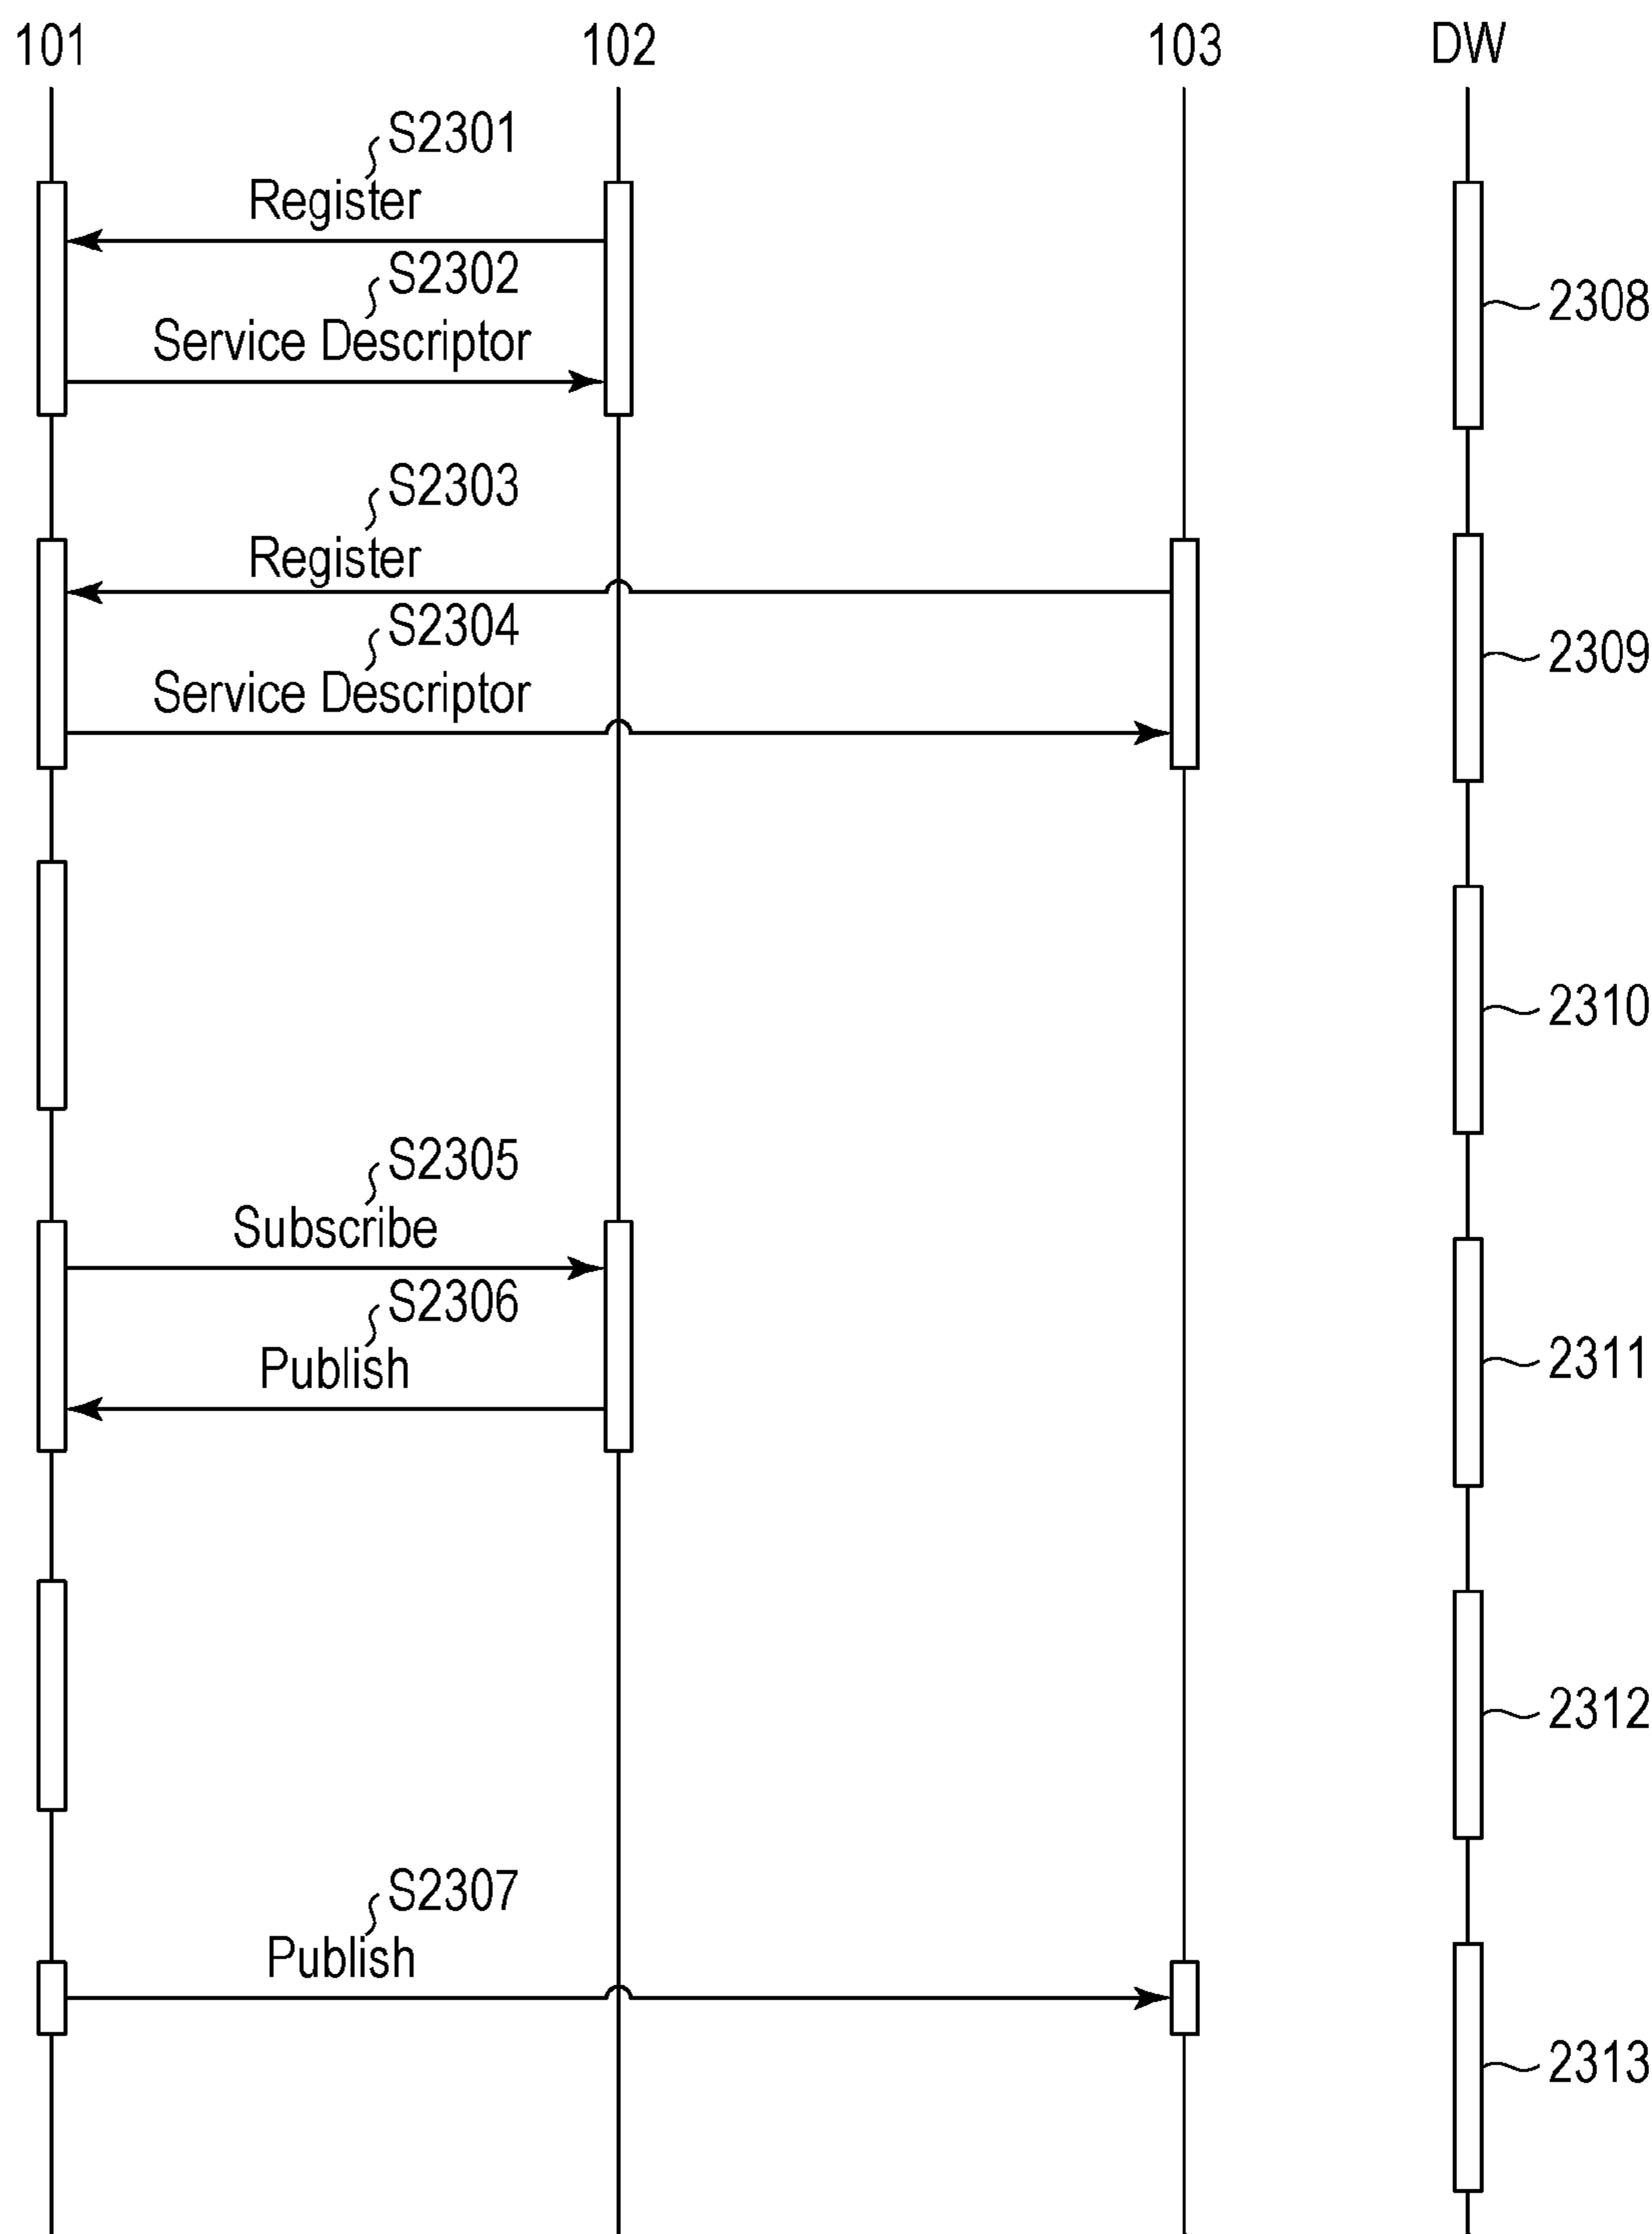 101 102 103 DW
S2301
Register
S2302
2308
Service Descriptor
S2303
Register
S2304
2309
Service Descriptor
2310
S2305
Subscribe
S2306
2311
Publish
2312
S2307
Publish
2313